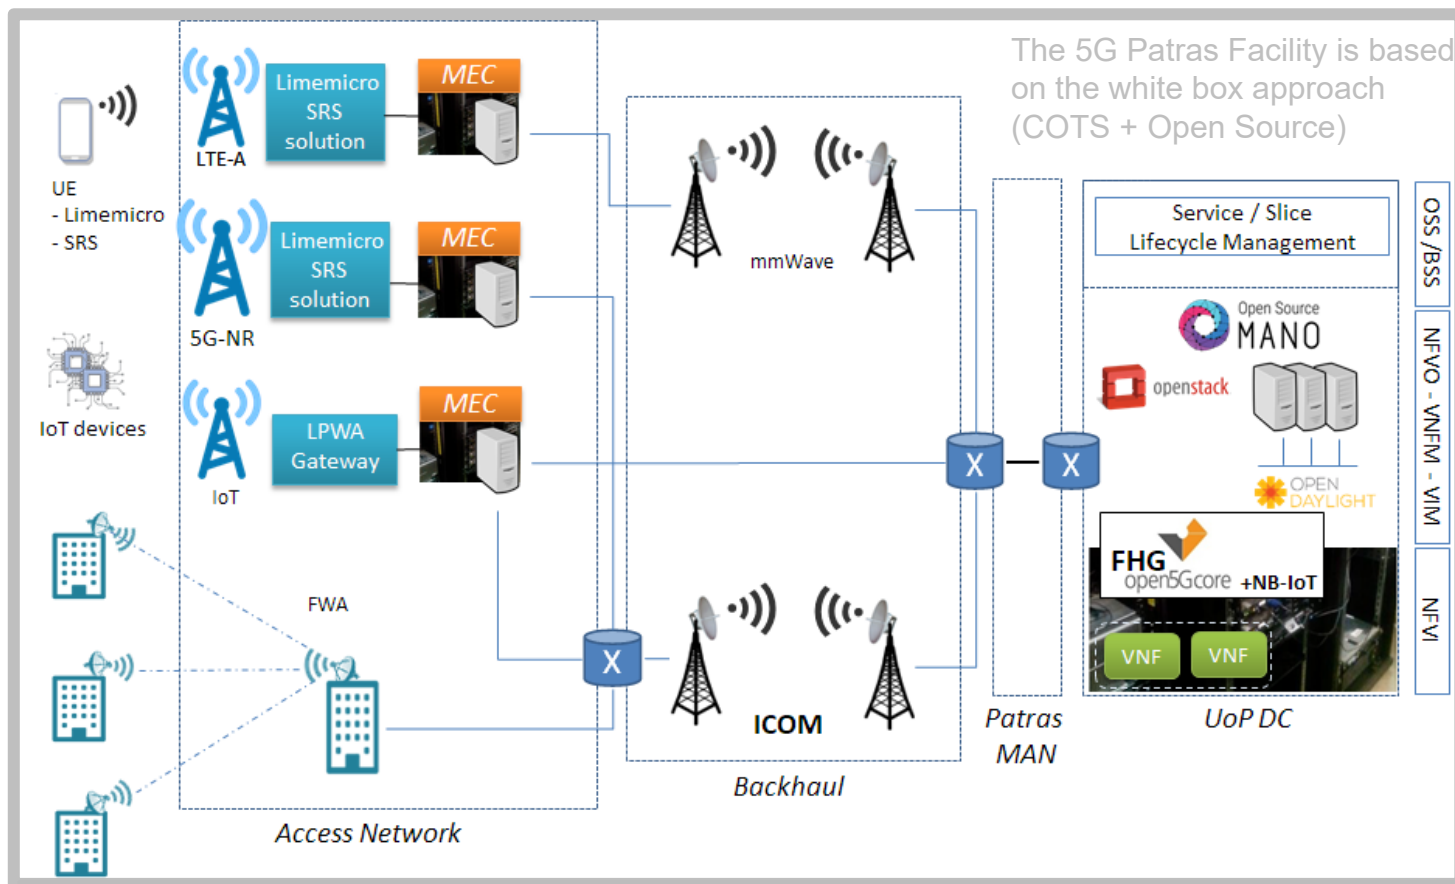 The 5G Patras Facility is based
on the white box approach
(COTS + Open Source)
UE
- Limemicro
- SRS
IoT devices
LTE-A
Limemicro
SRS
solution
MEC
5G-NR
Limemicro
SRS
solution
MEC
IoT
LPWA
Gateway
MEC
FWA
X
Access Network
mmWave
ICOM
Backhaul
X
X
Patras
MAN
Service / Slice
Lifecycle Management
Open Source
MANO
openstack
OPEN
DAYLIGHT
FHG
open5Gcore +NB-IoT
VNF
VNF
UoP DC
OSS /BSS
NFVO - VNFM - VIM
NFVI